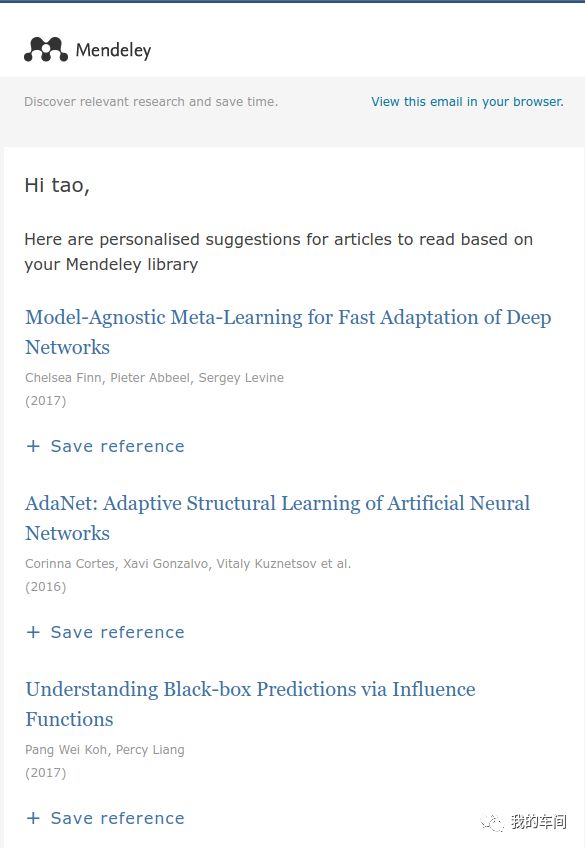 Mendeley
Discover relevant research and save time. View this email in your browser.
Hi tao,
Here are personalised suggestions for articles to read based on
your Mendeley library
Model-Agnostic Meta-Learning for Fast Adaptation of Deep
Networks
Chelsea Finn, Pieter Abbeel, Sergey Levine
(2017)
+ Save reference
AdaNet: Adaptive Structural Learning of Artificial Neural
Networks
Corinna Cortes, Xavi Gonzalvo, Vitaly Kuznetsov et al.
(2016)
+ Save reference
Understanding Black-box Predictions via Influence
Functions
Pang Wei Koh, Percy Liang
(2017)
+ Save reference
我的车间